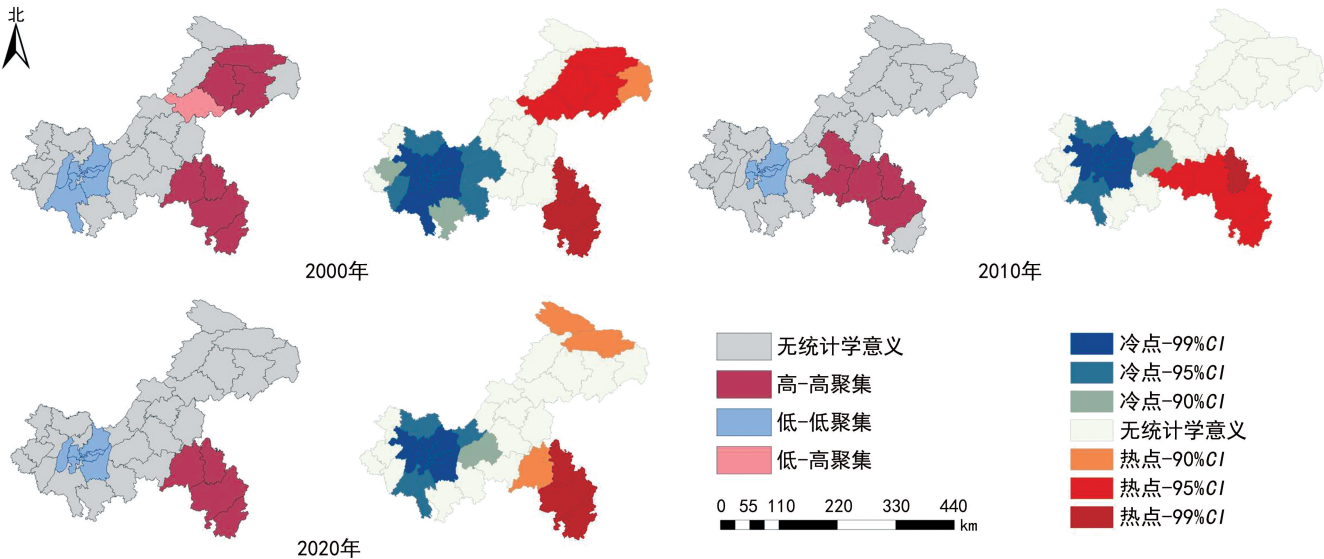 北
2000年
2010年
2020年
无统计学意义
高-高聚集
低-低聚集
低-高聚集
0 55 110 220 330 440
km
冷点-99%CI
冷点-95%CI
冷点-90%CI
无统计学意义
热点-90%CI
热点-95%CI
热点-99%CI